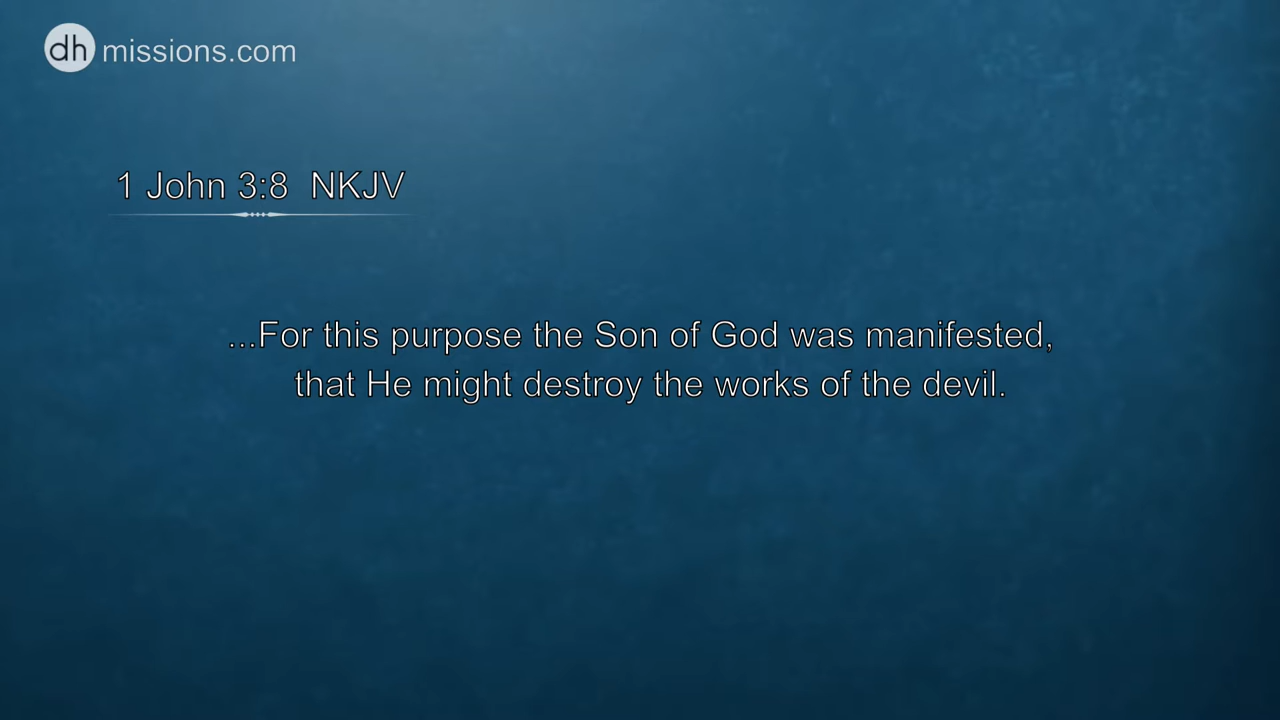 dh missions.com
1 John 3:8 NKJV
...For this purpose the Son of God was manifested,
that He might destroy the works of the devil.